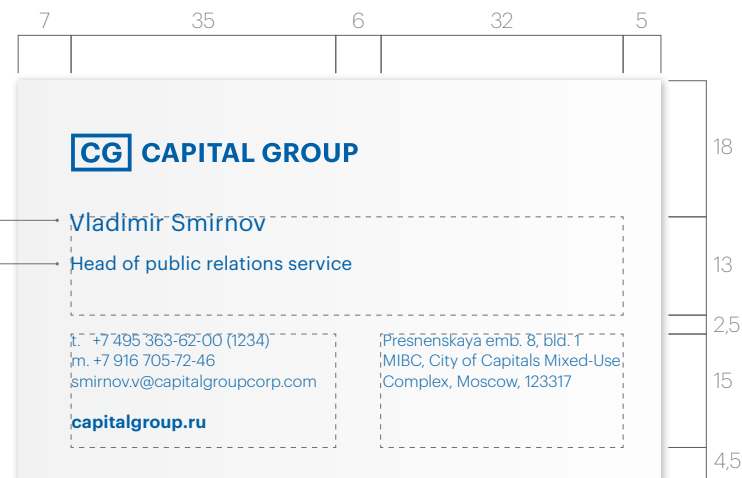 7 35 6 32 5
CG CAPITAL GROUP
18
Vladimir Smirnov
Head of public relations service
13
2,5
t. +7 495 363-62-00 (1234)
m. +7 916 705-72-46
smirnov.v@capitalgroupcorp.com
capitalgroup.ru
Presnenskaya emb. 8, bld. 1
MIBC, City of Capitals Mixed-Use
Complex, Moscow, 123317
15
4,5